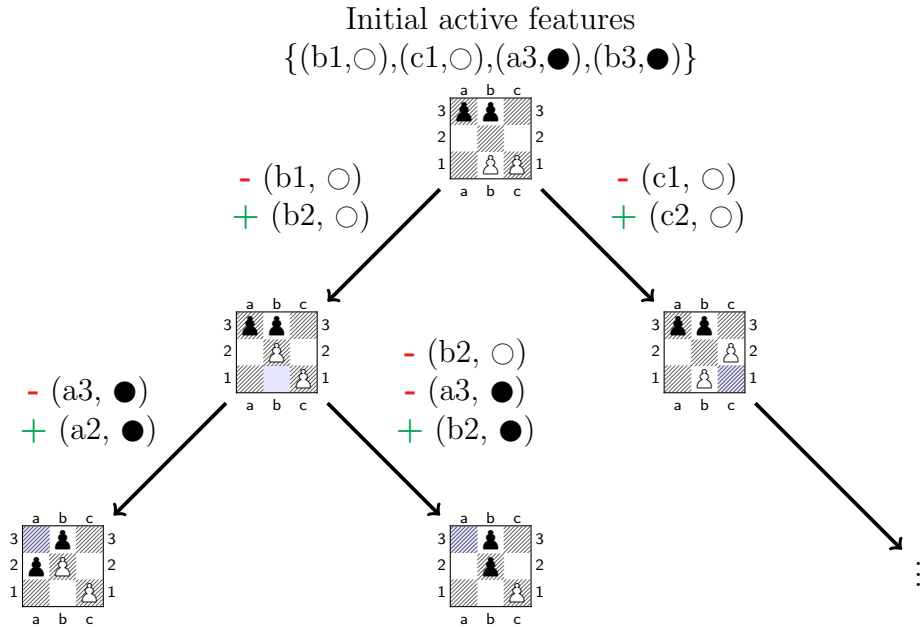 Initial active features
{(b1,○),(c1,○),(a3,●),(b3,●)}
a b c
3 3
2 2
1 1
a b c
- (b1, ○)
+ (b2, ○)
- (c1, ○)
+ (c2, ○)
a b c
3 3
2 2
1 1
a b c
a b c
3 3
2 2
1 1
a b c
- (a3, ●)
+ (a2, ●)
- (b2, ○)
- (a3, ●)
+ (b2, ●)
a b c
3 3
2 2
1 1
a b c
a b c
3 3
2 2
1 1
a b c
⋮